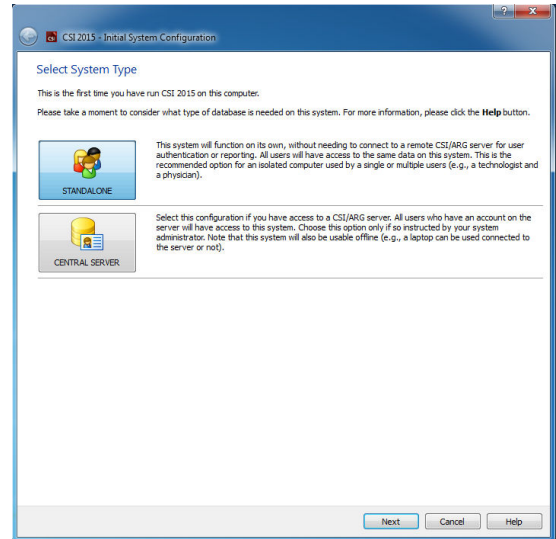 CSI 2015 - Initial System Configuration
Select System Type
This is the first time you have run CSI 2015 on this computer.
Please take a moment to consider what type of database is needed on this system. For more information, please click the Help button.
This system will function on its own, without needing to connect to a remote CSI/ARG server for user
authentication or reporting. All users will have access to the same data on this system. This is the
recommended option for an isolated computer used by a single or multiple users (e.g., a technologist and
a physician).
STANDALONE
Select this configuration if you have access to a CSI/ARG server. All users who have an account on the
server will have access to this system. Choose this option only if so instructed by your system
administrator. Note that this system will also be usable offline (e.g., a laptop can be used connected to
the server or not).
CENTRAL SERVER
Next Cancel Help